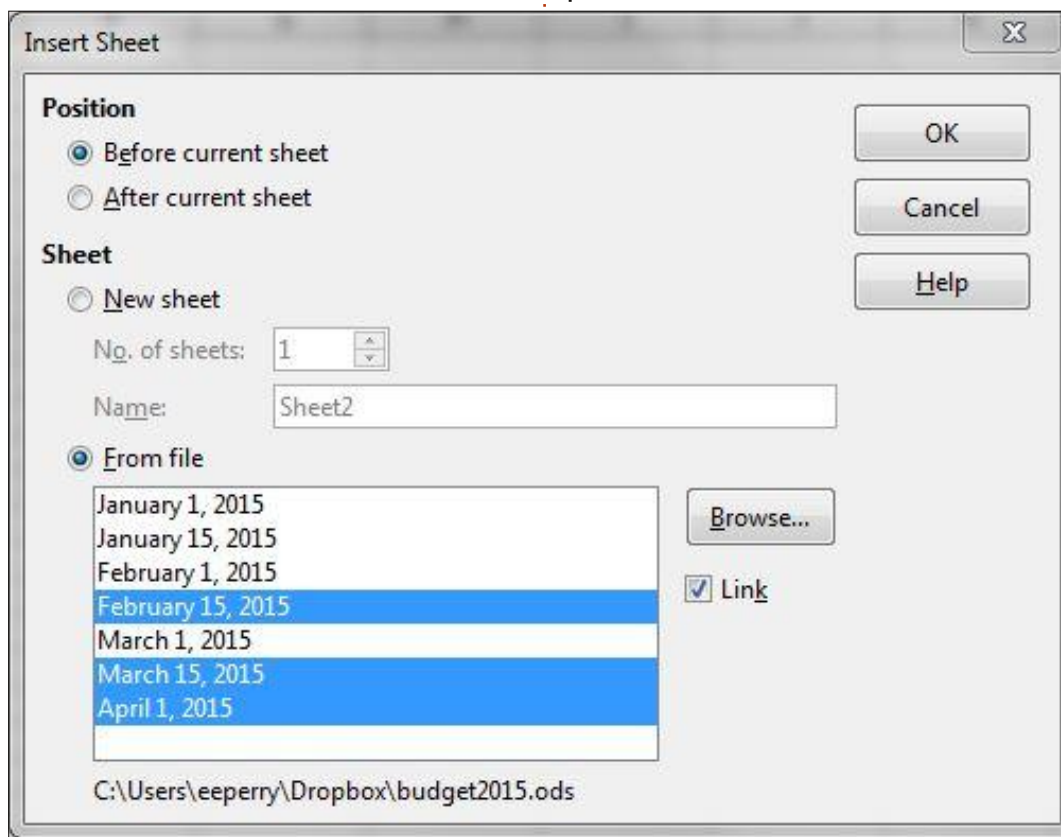 Insert Sheet
Position
Before current sheet
After current sheet
Sheet
New sheet
No. of sheets: 1
Name: Sheet2
From file
January 1, 2015
January 15, 2015
February 1, 2015
February 15, 2015
March 1, 2015
March 15, 2015
April 1, 2015
C:\Users\eeperry\Dropbox\budget2015.ods
OK
Cancel
Help
Browse...
Link